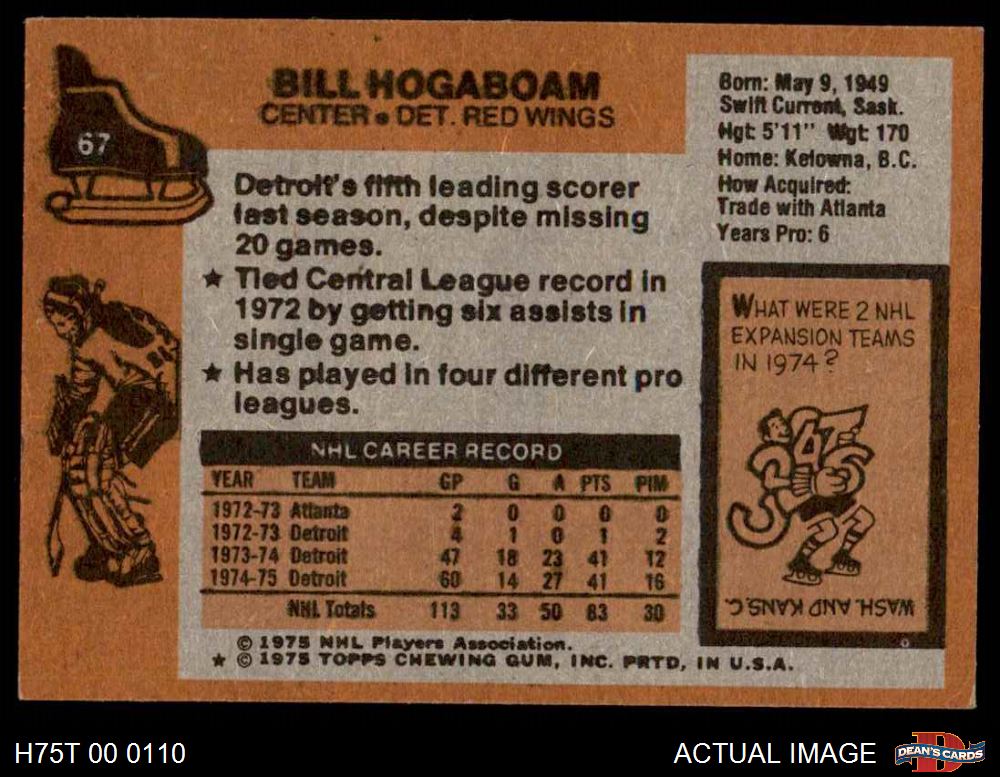 67
BILL HOGABOAM
CENTER • DET. RED WINGS
Born: May 9, 1949
Swift Current, Sask.
Hgt: 5'11" Wgt: 170
Home: Kelowna, B.C.
How Acquired:
Trade with Atlanta
Years Pro: 6
Detroit's fifth leading scorer
last season, despite missing
20 games.
★ Tied Central League record in
1972 by getting six assists in
single game.
★ Has played in four different pro
leagues.
NHL CAREER RECORD
YEAR TEAM GP G A PTS PIM
1972-73 Atlanta 2 0 0 0 0
1972-73 Detroit 4 1 0 1 2
1973-74 Detroit 47 18 23 41 12
1974-75 Detroit 60 14 27 41 16
NHL Totals 113 33 50 83 30
© 1975 NHL Players Association.
★ © 1975 TOPPS CHEWING GUM, INC. PRTD, IN U.S.A.
WHAT WERE 2 NHL
EXPANSION TEAMS
IN 1974?
WASH. AND KANS.C.
H75T 00 0110
ACTUAL IMAGE
D
DEAN'S CARDS